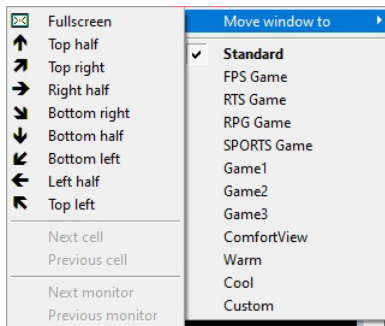 Fullscreen
Top half
Top right
Right half
Bottom right
Bottom half
Bottom left
Left half
Top left
Next cell
Previous cell
Next monitor
Previous monitor
Move window to
Standard
FPS Game
RTS Game
RPG Game
SPORTS Game
Game1
Game2
Game3
ComfortView
Warm
Cool
Custom